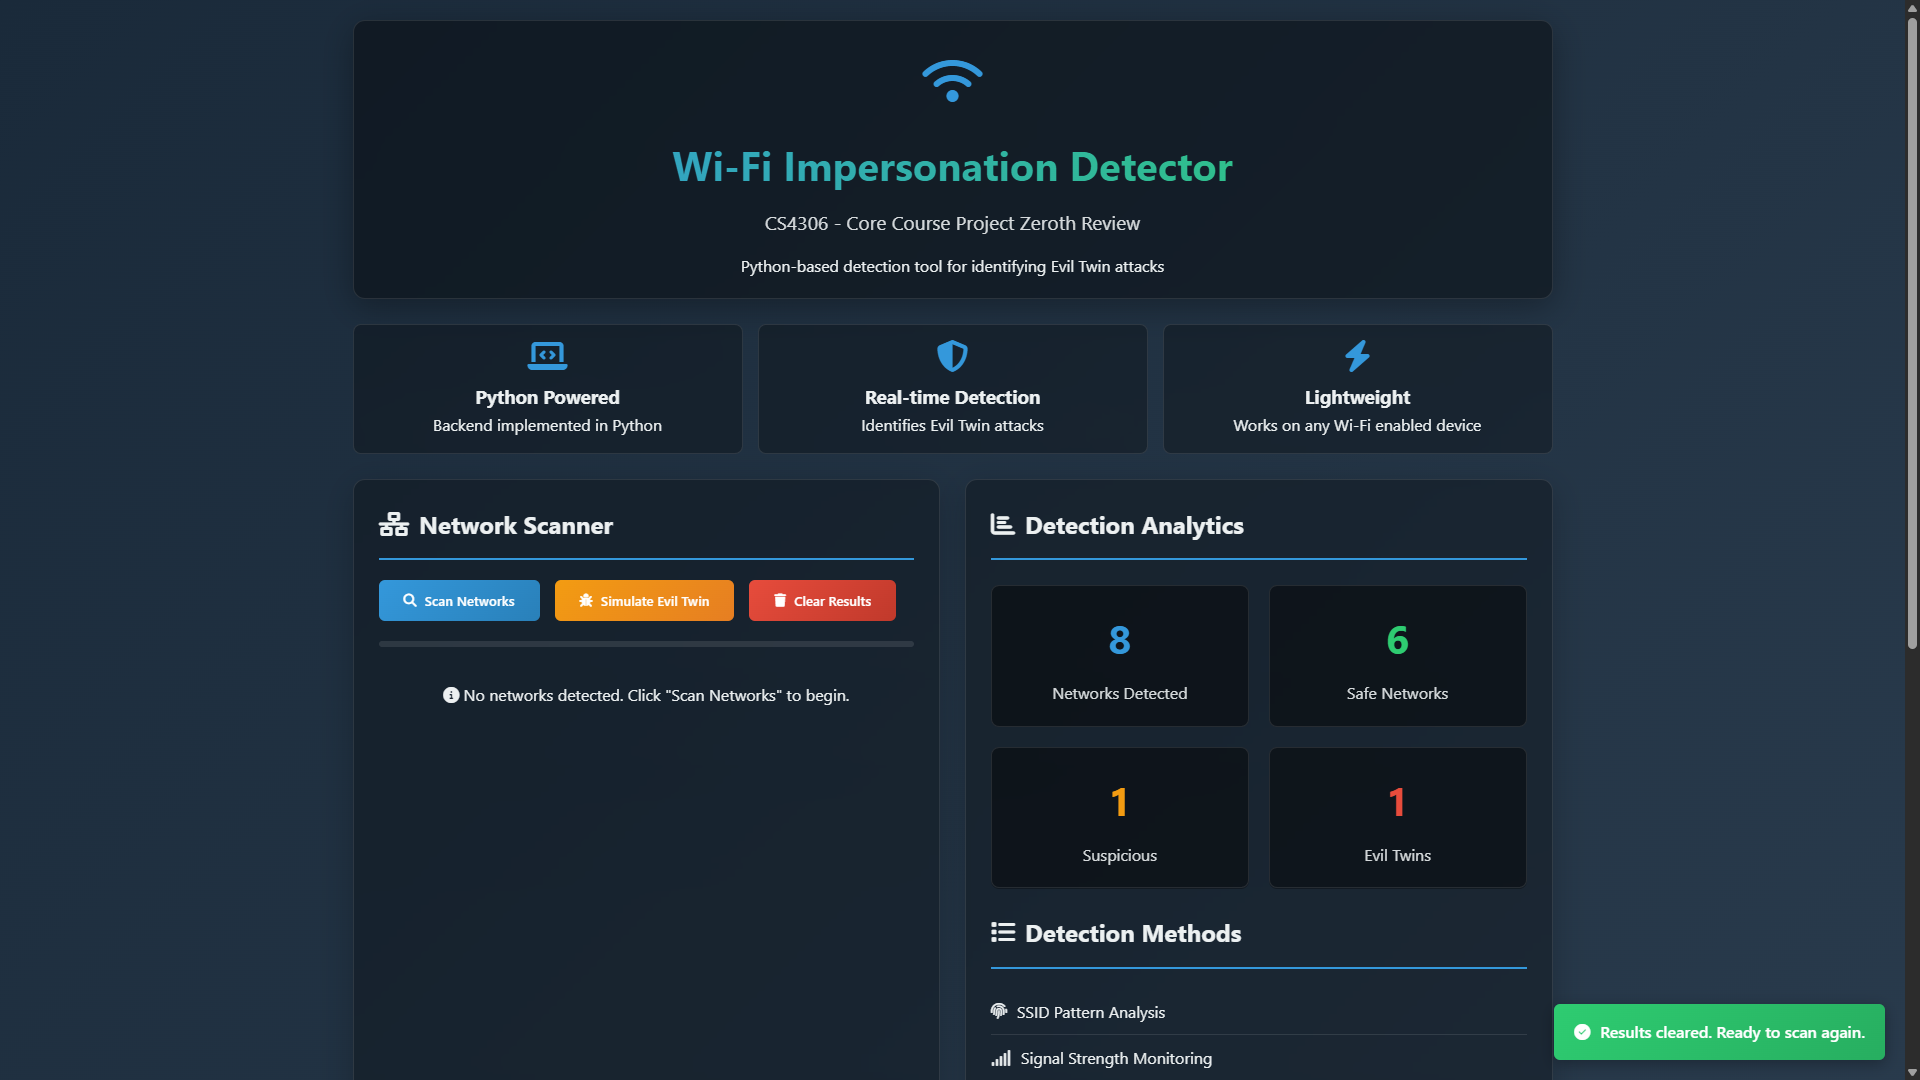 Wi-Fi Impersonation Detector
CS4306 - Core Course Project Zeroth Review
Python-based detection tool for identifying Evil Twin attacks
Python Powered
Backend implemented in Python
Real-time Detection
Identifies Evil Twin attacks
Lightweight
Works on any Wi-Fi enabled device
Network Scanner
Scan Networks
Simulate Evil Twin
Clear Results
No networks detected. Click "Scan Networks" to begin.
Detection Analytics
8
Networks Detected
6
Safe Networks
1
Suspicious
1
Evil Twins
Detection Methods
SSID Pattern Analysis
Signal Strength Monitoring
Results cleared. Ready to scan again.